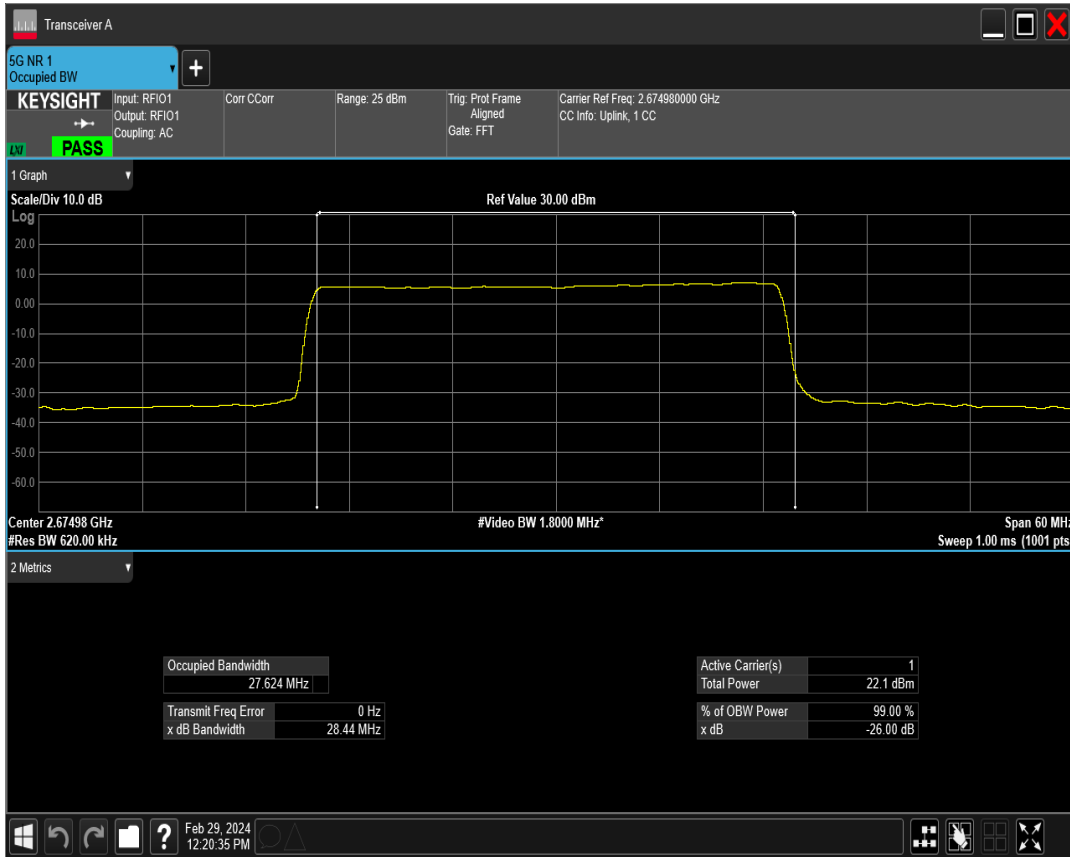 Transceiver A
5G NR 1
Occupied BW
+
KEYSIGHT
LXI
PASS
Input: RFIO1
Output: RFIO1
Coupling: AC
Corr CCorr
Range: 25 dBm
Trig: Prot Frame
Aligned
Gate: FFT
Carrier Ref Freq: 2.674980000 GHz
CC Info: Uplink, 1 CC
1 Graph
Scale/Div 10.0 dB
Ref Value 30.00 dBm
Log
20.0
10.0
0.00
-10.0
-20.0
-30.0
-40.0
-50.0
-60.0
Center 2.67498 GHz
#Video BW 1.8000 MHz*
Span 60 MHz
#Res BW 620.00 kHz
Sweep 1.00 ms (1001 pts
2 Metrics
Occupied Bandwidth
27.624 MHz
Transmit Freq Error 0 Hz
x dB Bandwidth 28.44 MHz
Active Carrier(s) 1
Total Power 22.1 dBm
% of OBW Power 99.00 %
x dB -26.00 dB
?
Feb 29, 2024
12:20:35 PM